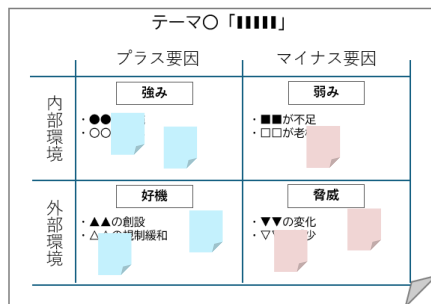 テーマ〇「▮▮▮▮▮」
プラス要因
マイナス要因
内部環境
強み
・●●
・○○
弱み
・■■が不足
・□□が老
外部環境
好機
・▲▲の創設
・△△の規制緩和
脅威
・▼▼の変化
・▽
少